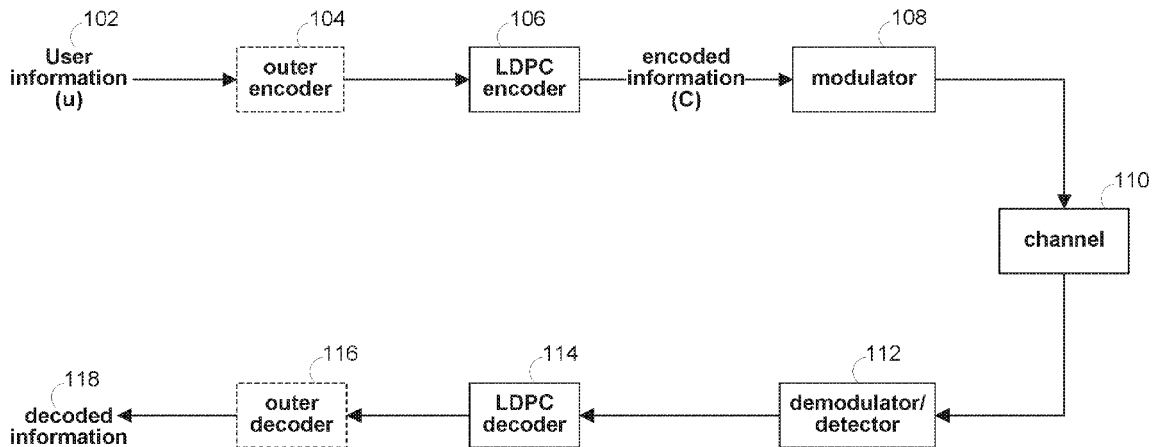 102
104
106
108
User
information
(u)
outer
encoder
LDPC
encoder
encoded
information
(C)
modulator
110
channel
118
116
114
112
decoded
information
outer
decoder
LDPC
decoder
demodulator/
detector